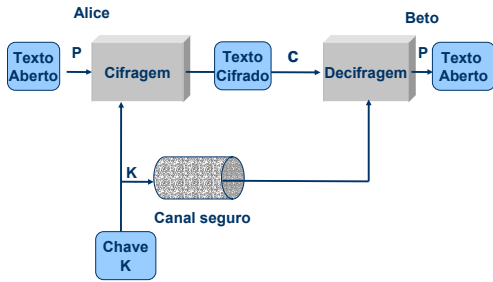 Alice
Beto
Texto
Aberto
P
Cifragem
Texto
Cifrado
C
Decifragem
P
Texto
Aberto
K
Canal seguro
Chave
K